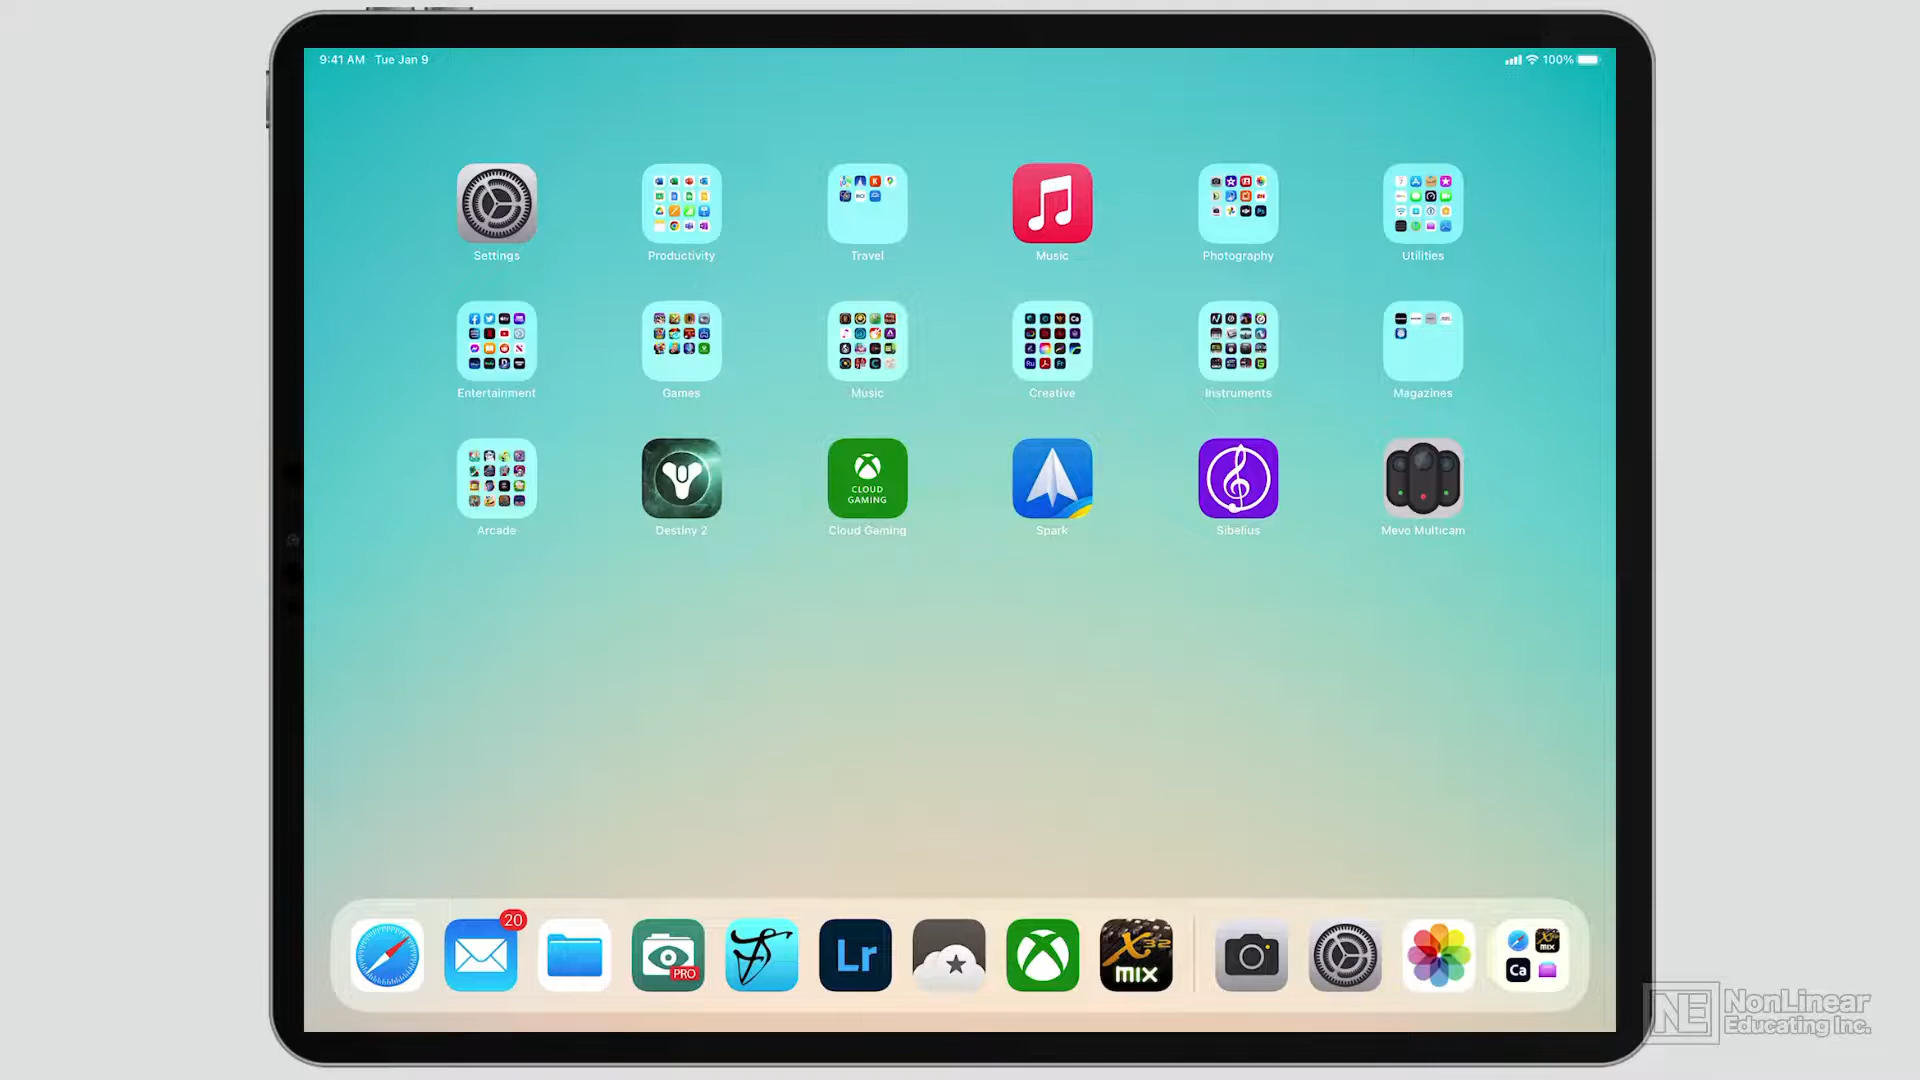 9:41 AM Tue Jan 9
100%
Settings
Productivity
Travel
Music
Photography
Utilities
Entertainment
Games
Music
Creative
Instruments
Magazines
CLOUD
GAMING
Arcade
Destiny 2
Cloud Gaming
Spark
Sibelius
Mevo Multicam
20
PRO
Lr
X32
MIX
Ca
NE NonLinear
Educating Inc.